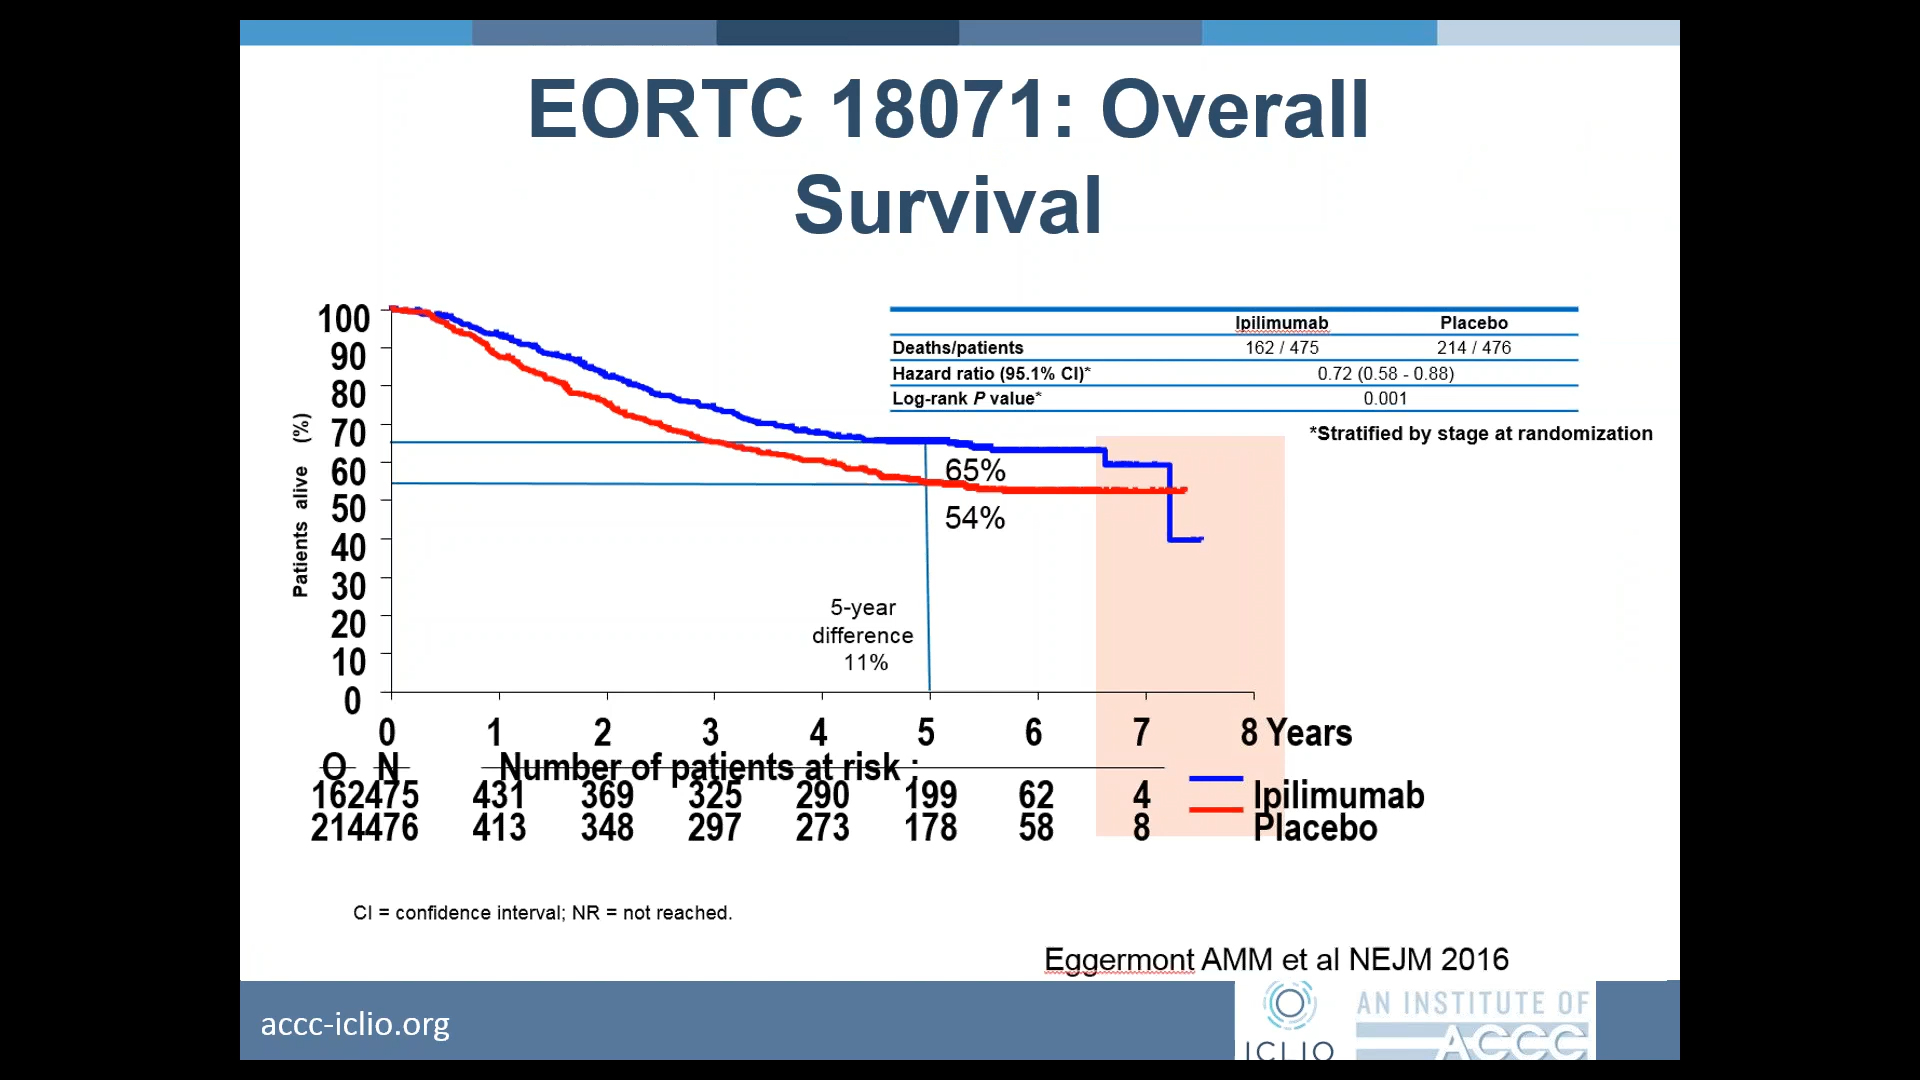 EORTC 18071: Overall
Survival
Ipilimumab Placebo
Deaths/patients 162 / 475 214 / 476
Hazard ratio (95.1% CI)* 0.72 (0.58 - 0.88)
Log-rank P value* 0.001
*Stratified by stage at randomization
Patients alive (%)
100
90
80
70
60
50
40
30
20
10
0
65%
54%
5-year
difference
11%
0 1 2 3 4 5 6 7 8 Years
O N Number of patients at risk :
162 475 431 369 325 290 199 62 4 Ipilimumab
214 476 413 348 297 273 178 58 8 Placebo
CI = confidence interval; NR = not reached.
Eggermont AMM et al NEJM 2016
accc-iclio.org
ICLIO
AN INSTITUTE OF
ACCC